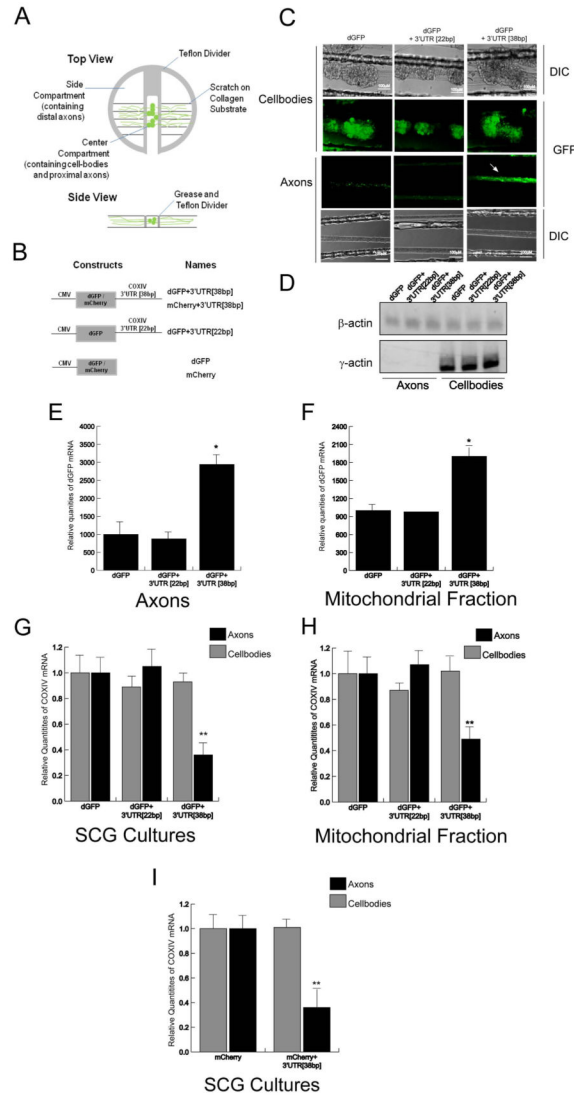 A
Top View
Teflon Divider
Side
Compartment
(containing
distal axons)
Scratch on
Collagen
Substrate
Center
Compartment
(containing cell-bodies
and proximal axons)
Side View
Grease and
Teflon Divider
B
Constructs
Names
CMV
dGFP /
mCherry
COXIV
3'UTR [38bp]
dGFP+3'UTR[38bp]
mCherry+3'UTR[38bp]
CMV
dGFP
COXIV
3'UTR [22bp]
dGFP+3'UTR[22bp]
CMV
dGFP /
mCherry
dGFP
mCherry
C
dGFP
dGFP
+ 3'UTR [22bp]
dGFP
+ 3'UTR [38bp]
Cellbodies
Axons
DIC
GFP
DIC
D
dGFP
dGFP+
3'UTR[22bp]
dGFP+
3'UTR[38bp]
dGFP
dGFP+
3'UTR[22bp]
dGFP+
3'UTR[38bp]
β-actin
γ-actin
Axons
Cellbodies
E
Relative quantities of dGFP mRNA
4000
3500
3000
2500
2000
1500
1000
500
0
*
dGFP
dGFP+
3'UTR [22bp]
dGFP+
3'UTR [38bp]
Axons
F
Relative quantities of dGFP mRNA
2400
2100
1800
1500
1200
900
600
300
0
*
dGFP
dGFP+
3'UTR [22bp]
dGFP+
3'UTR [38bp]
Mitochondrial Fraction
G
Axons
Cellbodies
Relative Quantitites of COXIV mRNA
1.2
1.0
0.8
0.6
0.4
0.2
0.0
**
dGFP
dGFP+
3'UTR[22bp]
dGFP+
3'UTR[38bp]
SCG Cultures
H
Axons
Cellbodies
Relative Quantitites of COXIV mRNA
1.2
1.0
0.8
0.6
0.4
0.2
0.0
**
dGFP
dGFP+
3'UTR[22bp]
dGFP+
3'UTR[38bp]
Mitochondrial Fraction
I
Axons
Cellbodies
Relative Quantitites of COXIV mRNA
1.2
1.0
0.8
0.6
0.4
0.2
0.0
**
mCherry
mCherry+
3'UTR[38bp]
SCG Cultures